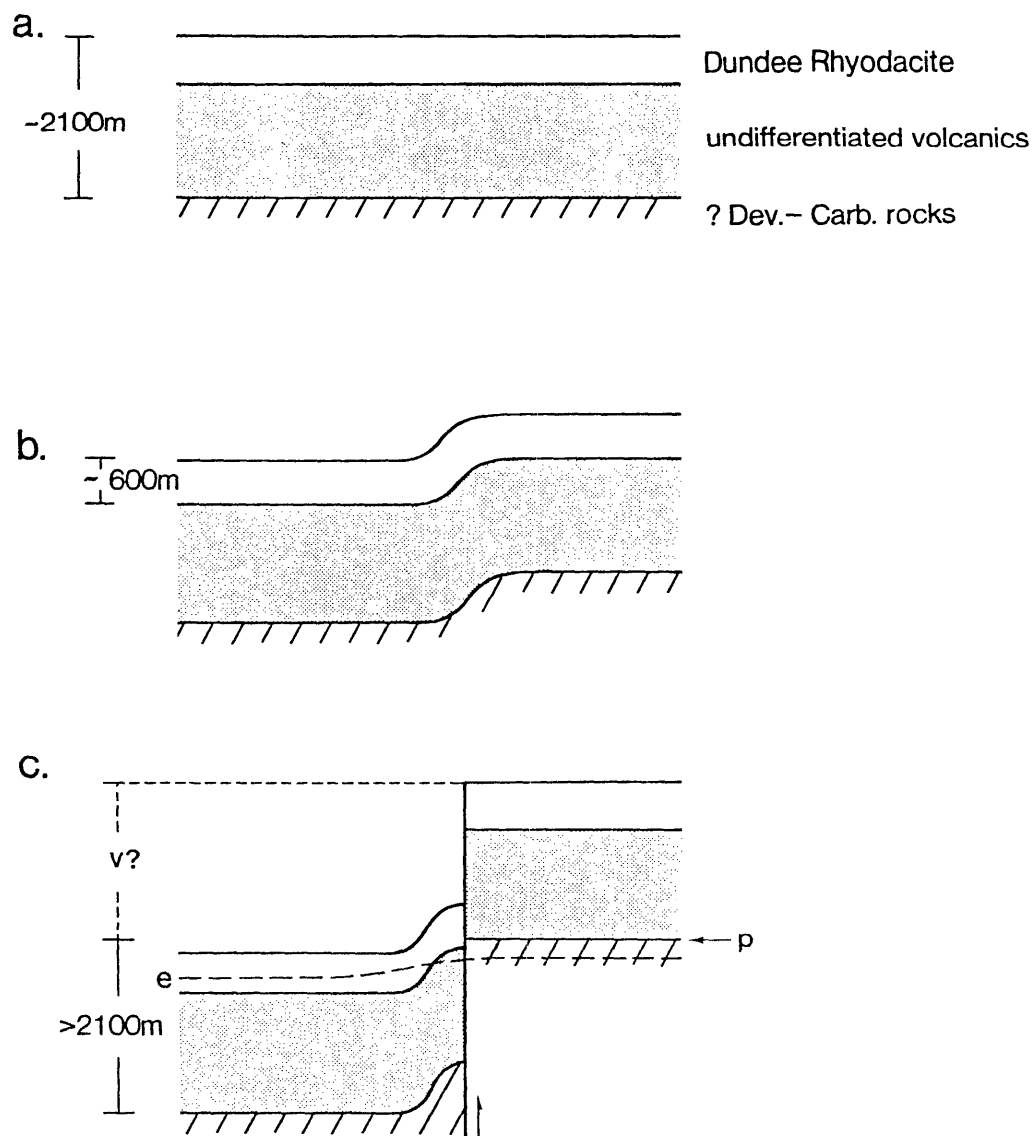 a.
~2100m
Dundee Rhyodacite
undifferentiated volcanics
? Dev.– Carb. rocks
b.
~ 600m
c.
v?
p
e
>2100m